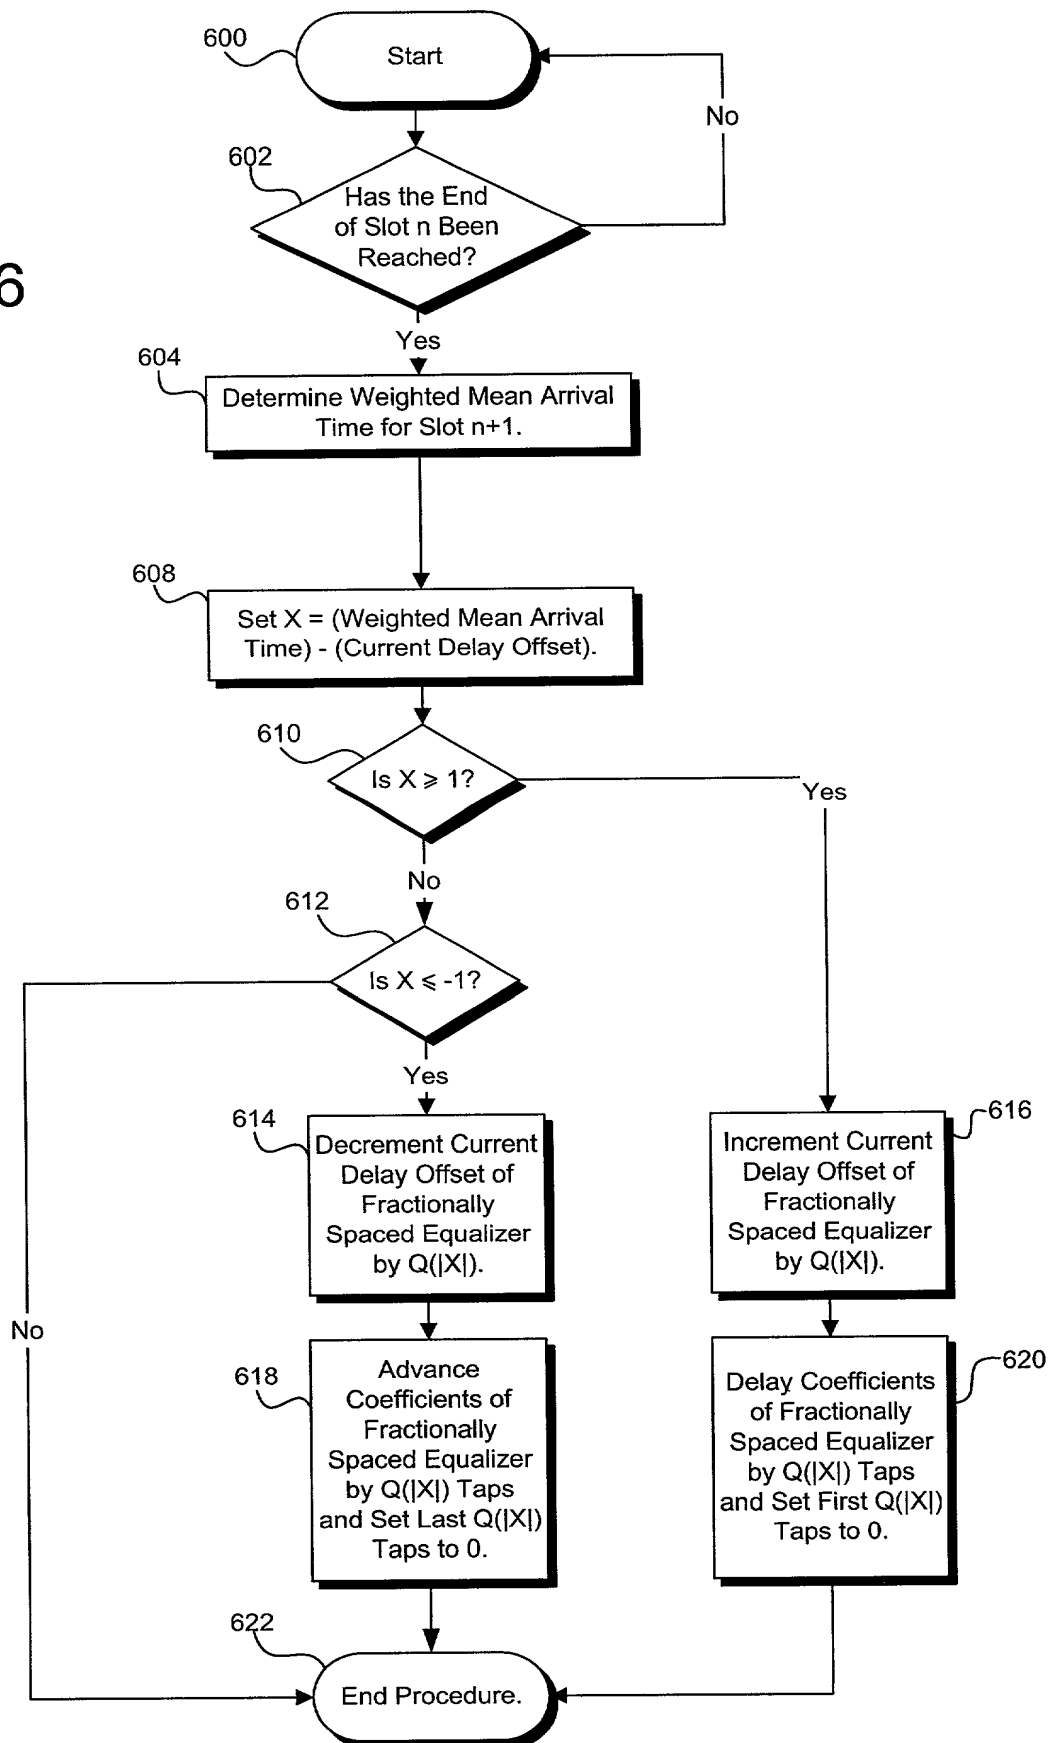 600
Start
No
602
Has the End
of Slot n Been
Reached?
6
Yes
604
Determine Weighted Mean Arrival
Time for Slot n+1.
608
Set X = (Weighted Mean Arrival
Time) - (Current Delay Offset).
610
Is X ⩾ 1?
Yes
No
612
Is X ⩽ -1?
Yes
614
Decrement Current
Delay Offset of
Fractionally
Spaced Equalizer
by Q(|X|).
616
Increment Current
Delay Offset of
Fractionally
Spaced Equalizer
by Q(|X|).
No
618
Advance
Coefficients of
Fractionally
Spaced Equalizer
by Q(|X|) Taps
and Set Last Q(|X|)
Taps to 0.
620
Delay Coefficients
of Fractionally
Spaced Equalizer
by Q(|X|) Taps
and Set First Q(|X|)
Taps to 0.
622
End Procedure.